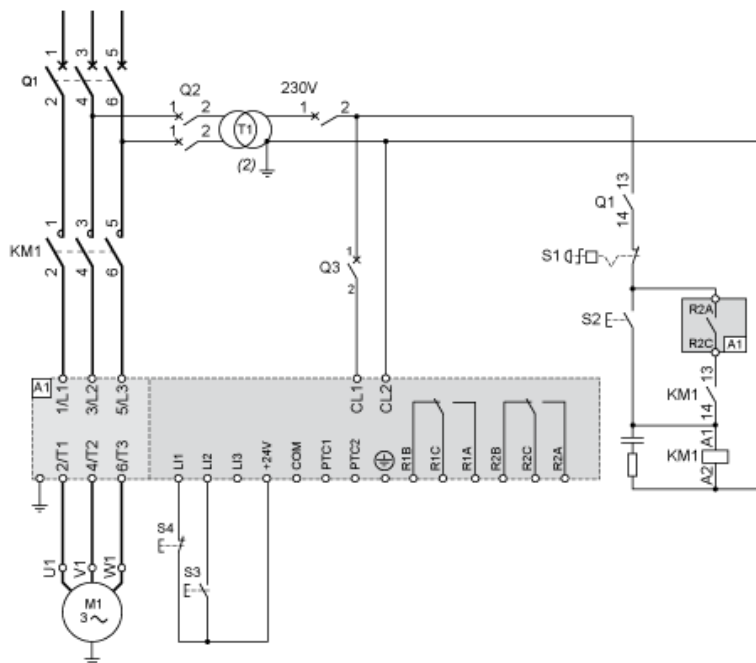 1 3 5
Q1
2 4 6
Q2
1 2
1 2
T1
(2)
230V
1 2
13
Q1
14
1 3 5
KM1
2 4 6
1
Q3
2
S1
S2
R2A
R2C A1
13
KM1
14
A1
KM1
A2
A1
1/L1 3/L2 5/L3
CL1 CL2
2/T1 4/T2 6/T3
LI1 LI2 LI3 +24V COM PTC1 PTC2 R1B R1C R1A R2B R2C R2A
S4
S3
U1 V1 W1
M1
3